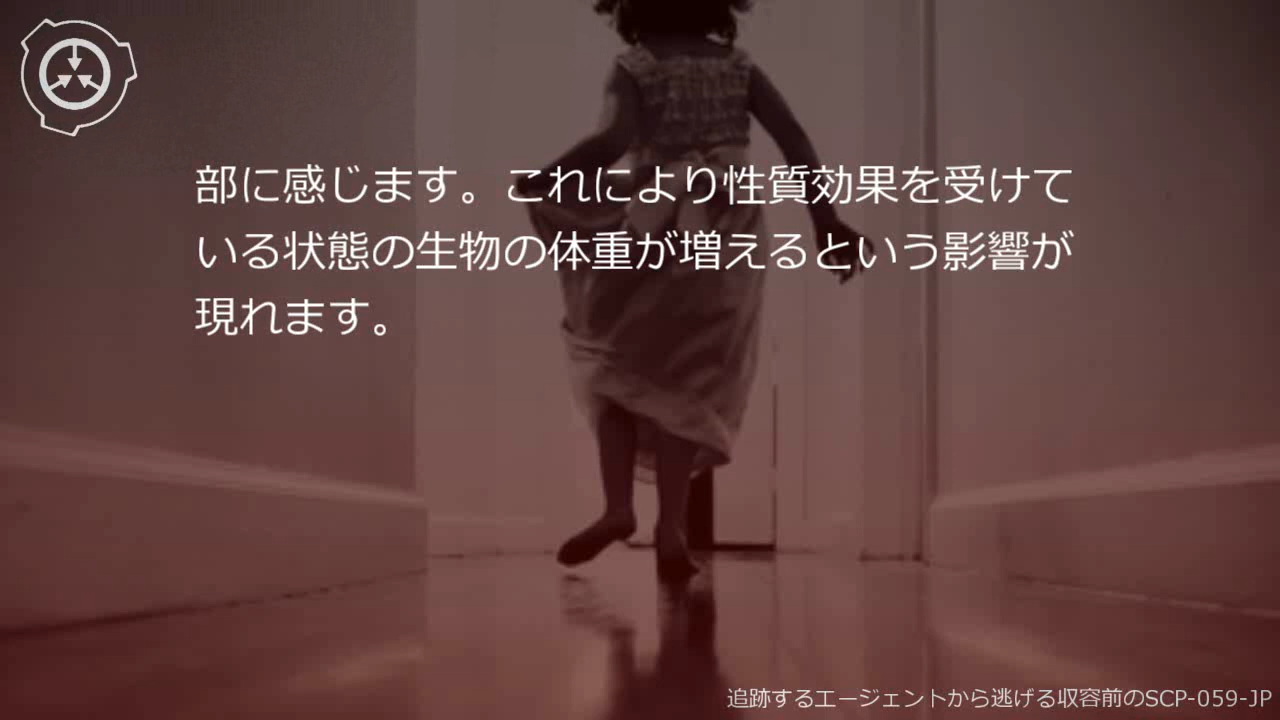 部に感じます。これにより性質効果を受けて
いる状態の生物の体重が増えるという影響が
現れます。
追跡するエージェントから逃げる収容前のSCP-059-JP